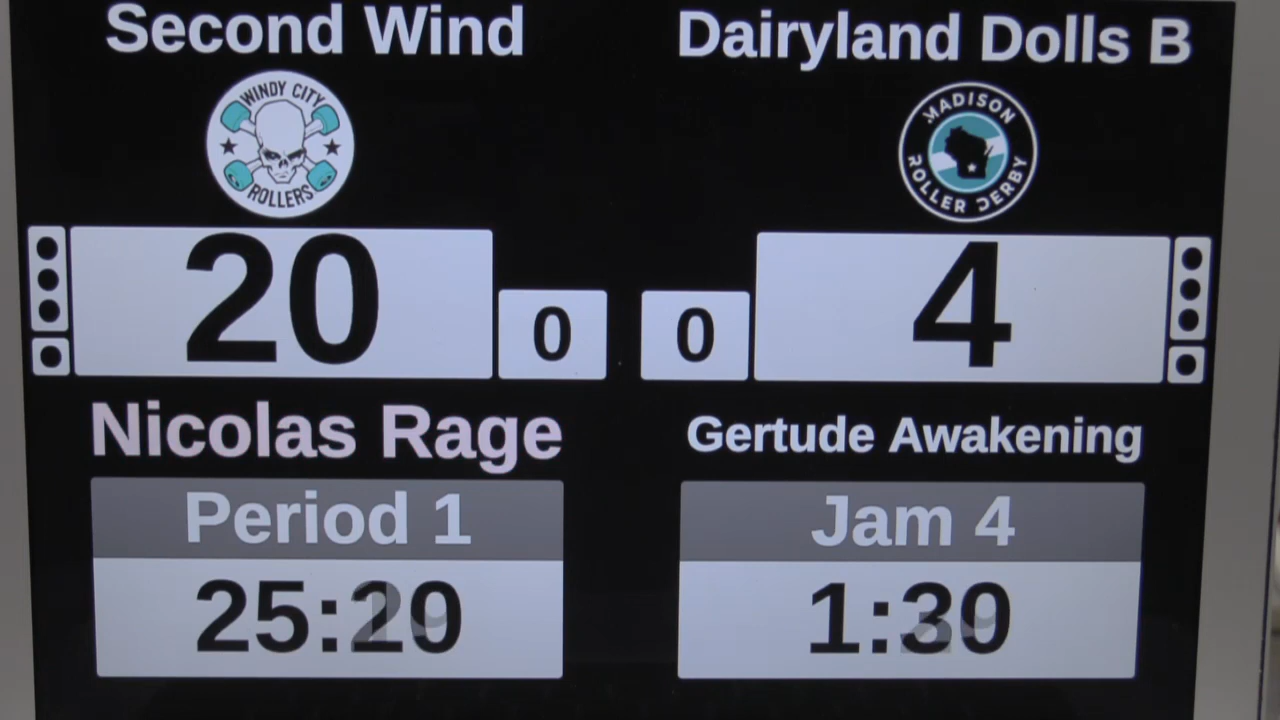 Second Wind
Dairyland Dolls B
WINDY CITY
ROLLERS
MADISON
ROLLER DERBY
20
0
0
4
Nicolas Rage
Gertude Awakening
Period 1
Jam 4
25:20
1:30